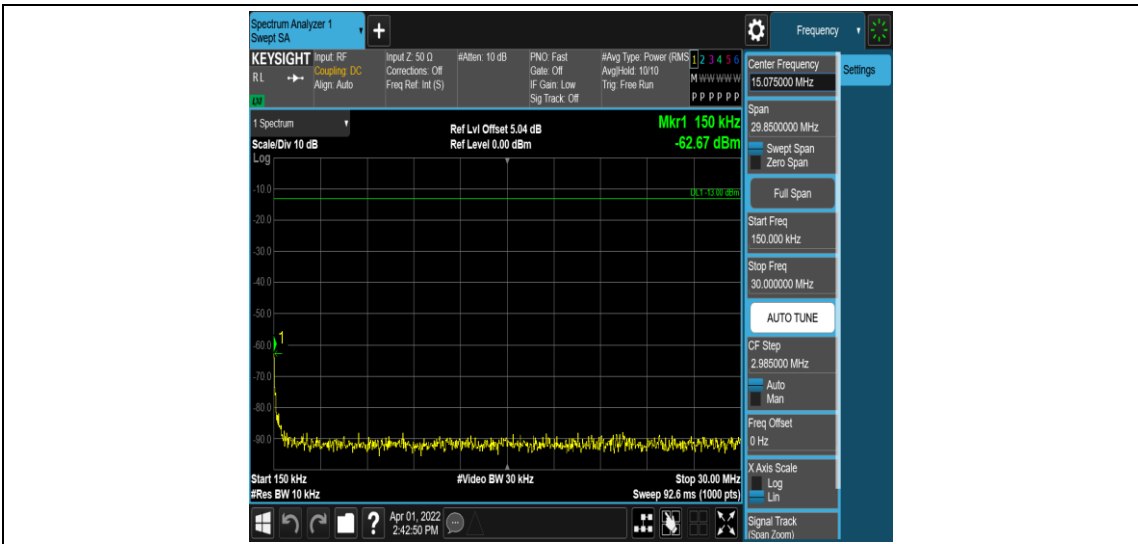 Spectrum Analyzer 1
Swept SA
+
Frequency
KEYSIGHT
RL
LXI
Input: RF
Coupling: DC
Align: Auto
Input Z: 50 Ω
Corrections: Off
Freq Ref: Int (S)
#Atten: 10 dB
PNO: Fast
Gate: Off
IF Gain: Low
Sig Track: Off
#Avg Type: Power (RMS
Avg|Hold: 10/10
Trig: Free Run
1 2 3 4 5 6
M W W W W W
P P P P P P
1 Spectrum
Scale/Div 10 dB
Log
Ref Lvl Offset 5.04 dB
Ref Level 0.00 dBm
Mkr1 150 kHz
-62.67 dBm
DL1 -13.00 dBm
-10.0
-20.0
-30.0
-40.0
-50.0
-60.0
1
-70.0
-80.0
-90.0
Start 150 kHz
#Res BW 10 kHz
#Video BW 30 kHz
Stop 30.00 MHz
Sweep 92.6 ms (1000 pts)
Center Frequency
15.075000 MHz
Settings
Span
29.8500000 MHz
Swept Span
Zero Span
Full Span
Start Freq
150.000 kHz
Stop Freq
30.000000 MHz
AUTO TUNE
CF Step
2.985000 MHz
Auto
Man
Freq Offset
0 Hz
X Axis Scale
Log
Lin
Signal Track
(Span Zoom)
?
Apr 01, 2022
2:42:50 PM